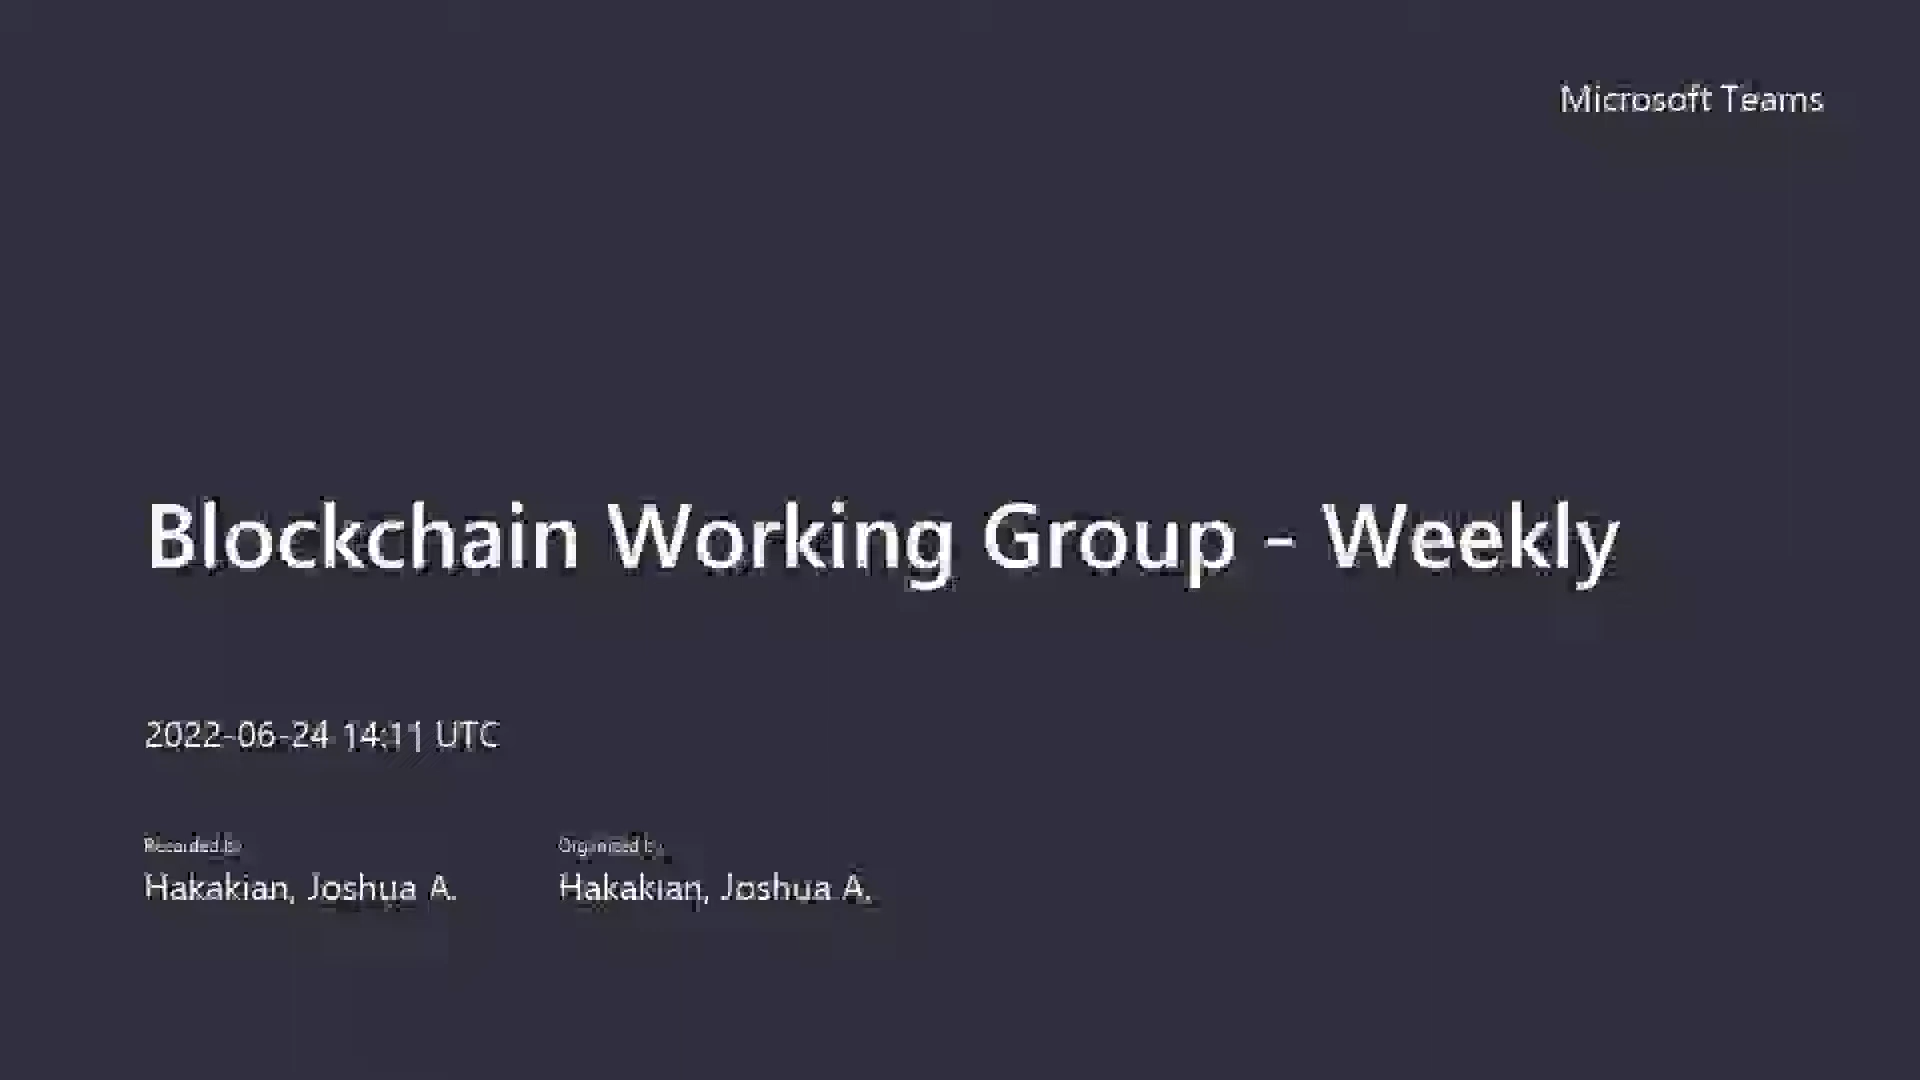 Microsoft Teams
Blockchain Working Group - Weekly
2022-06-24 14:11 UTC
Recorded by
Organized by
Hakakian, Joshua A.
Hakakian, Joshua A.